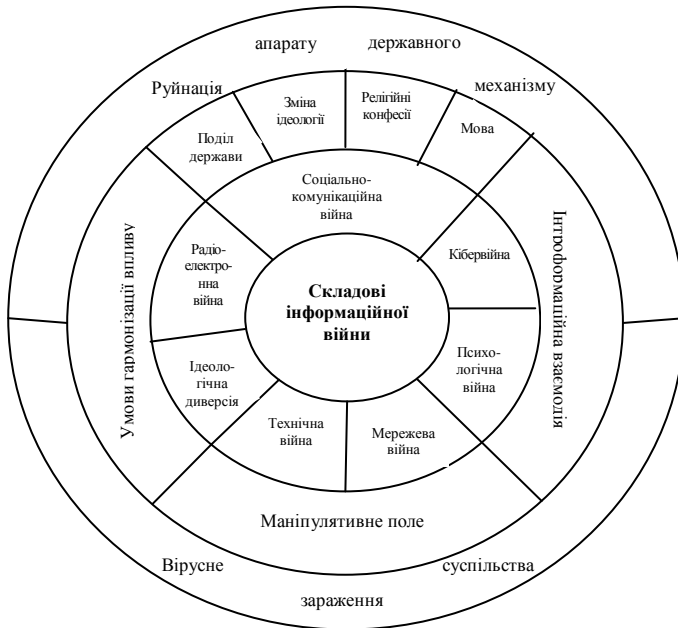 апарату державного
Руйнація механізму
Зміна
ідеології
Релігійні
конфесії
Поділ
держави
Мова
Соціально-
комунікаційна
війна
Умови гармонізації впливу
Інтроформаційна взаємодія
Радіо-
електро-
нна
війна
Кібервійна
Складові
інформаційної
війни
Ідеоло-
гічна
диверсія
Психо-
логічна
війна
Технічна
війна
Мережева
війна
Маніпулятивне поле
Вірусне суспільства
зараження